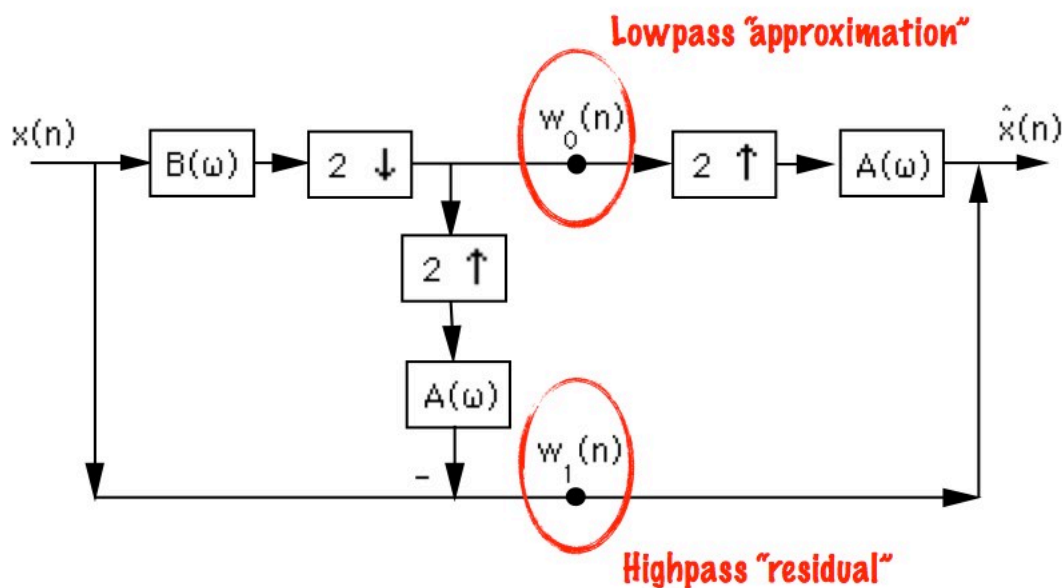 Lowpass "approximation"
x(n)
B(ω)
2 ↓
w₀(n)
2 ↑
A(ω)
x̂(n)
2 ↑
A(ω)
-
w₁(n)
Highpass "residual"